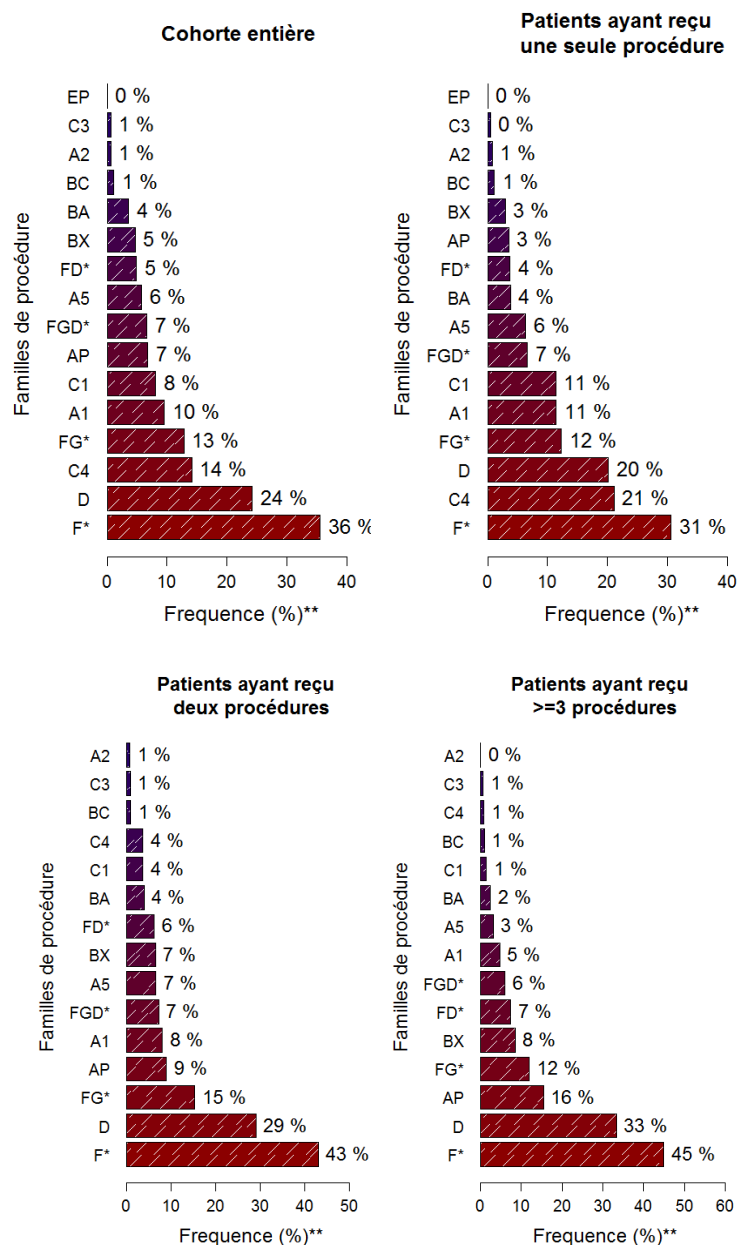 Cohorte entière
Familles de procédure
EP 0 %
C3 1 %
A2 1 %
BC 1 %
BA 4 %
BX 5 %
FD* 5 %
A5 6 %
FGD* 7 %
AP 7 %
C1 8 %
A1 10 %
FG* 13 %
C4 14 %
D 24 %
F* 36 %
0 10 20 30 40
Frequence (%)**
Patients ayant reçu
une seule procédure
Familles de procédure
EP 0 %
C3 0 %
A2 1 %
BC 1 %
BX 3 %
AP 3 %
FD* 4 %
BA 4 %
A5 6 %
FGD* 7 %
C1 11 %
A1 11 %
FG* 12 %
D 20 %
C4 21 %
F* 31 %
0 10 20 30 40
Frequence (%)**
Patients ayant reçu
deux procédures
Familles de procédure
A2 1 %
C3 1 %
BC 1 %
C4 4 %
C1 4 %
BA 4 %
FD* 6 %
BX 7 %
A5 7 %
FGD* 7 %
A1 8 %
AP 9 %
FG* 15 %
D 29 %
F* 43 %
0 10 20 30 40 50
Frequence (%)**
Patients ayant reçu
>=3 procédures
Familles de procédure
A2 0 %
C3 1 %
C4 1 %
BC 1 %
C1 1 %
BA 2 %
A5 3 %
A1 5 %
FGD* 6 %
FD* 7 %
BX 8 %
FG* 12 %
AP 16 %
D 33 %
F* 45 %
0 10 20 30 40 50 60
Frequence (%)**